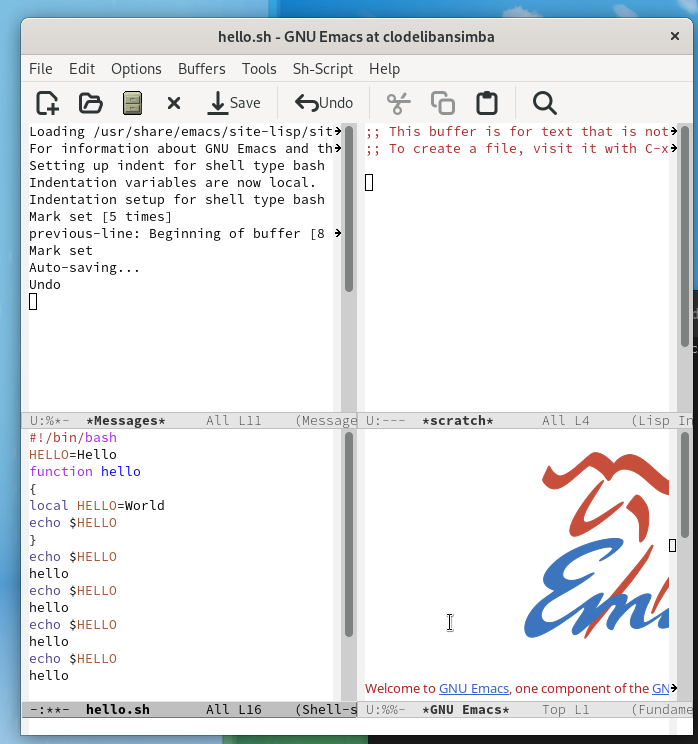 hello.sh - GNU Emacs at clodelibansimba
File Edit Options Buffers Tools Sh-Script Help
Save Undo
Loading /usr/share/emacs/site-lisp/sit
For information about GNU Emacs and th
Setting up indent for shell type bash
Indentation variables are now local.
Indentation setup for shell type bash
Mark set [5 times]
previous-line: Beginning of buffer [8
Mark set
Auto-saving...
Undo
U:%*-  *Messages*     All L11    (Message
;; This buffer is for text that is not
;; To create a file, visit it with C-x
U:---  *scratch*      All L4     (Lisp In
#!/bin/bash
HELLO=Hello
function hello
{
local HELLO=World
echo $HELLO
}
echo $HELLO
hello
echo $HELLO
hello
echo $HELLO
hello
echo $HELLO
hello
-:**-  hello.sh       All L16    (Shell-s
Welcome to GNU Emacs, one component of the GN
U:%%-  *GNU Emacs*    Top L1     (Fundame